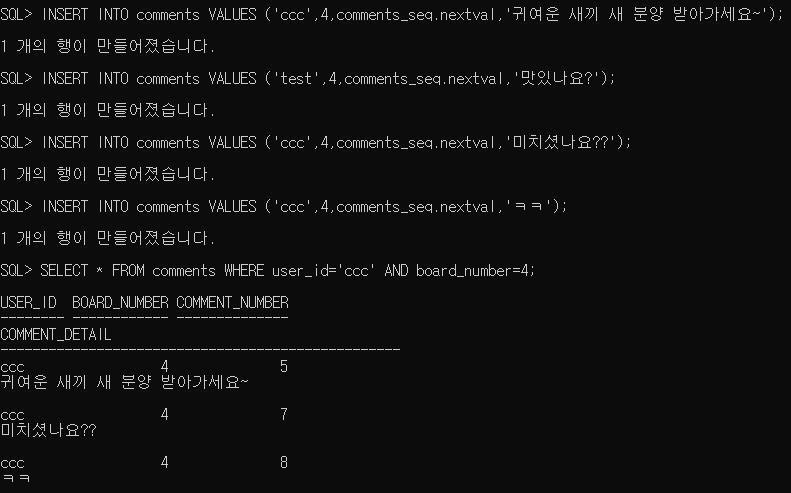 SQL> INSERT INTO comments VALUES ('ccc',4,comments_seq.nextval,'귀여운 새끼 새 분양 받아가세요~');
1 개의 행이 만들어졌습니다.
SQL> INSERT INTO comments VALUES ('test',4,comments_seq.nextval,'맛있나요?');
1 개의 행이 만들어졌습니다.
SQL> INSERT INTO comments VALUES ('ccc',4,comments_seq.nextval,'미치셨나요??');
1 개의 행이 만들어졌습니다.
SQL> INSERT INTO comments VALUES ('ccc',4,comments_seq.nextval,'ㅋㅋ');
1 개의 행이 만들어졌습니다.
SQL> SELECT * FROM comments WHERE user_id='ccc' AND board_number=4;
USER_ID BOARD_NUMBER COMMENT_NUMBER
-------- ------------ --------------
COMMENT_DETAIL
--------------------------------------------------
ccc 4 5
귀여운 새끼 새 분양 받아가세요~
ccc 4 7
미치셨나요??
ccc 4 8
ㅋㅋ